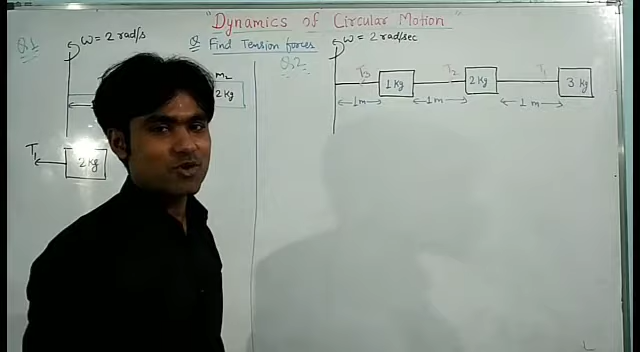 "Dynamics of Circular Motion"
Q.1
ω = 2 rad/s
Q Find Tension forces
Q.2
ω = 2 rad/sec
M₂
2 kg
T₁
2 kg
T₃
1 kg
T₂
2 kg
T₁
3 kg
1 m
1 m
1 m